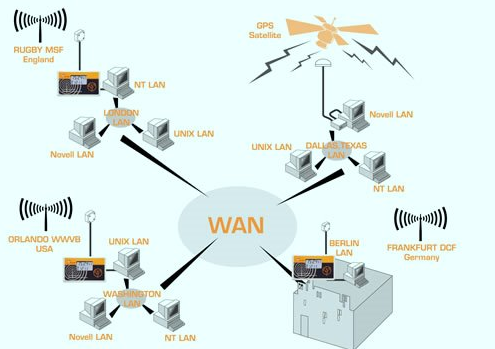 RUGBY MSF
England
NT LAN
LONDON
LAN
UNIX LAN
Novell LAN
GPS
Satellite
Novell LAN
UNIX LAN
DALLAS,TEXAS
LAN
NT LAN
WAN
ORLANDO WWVB
USA
UNIX LAN
WASHINGTON
LAN
Novell LAN
NT LAN
BERLIN
LAN
FRANKFURT DCF
Germany